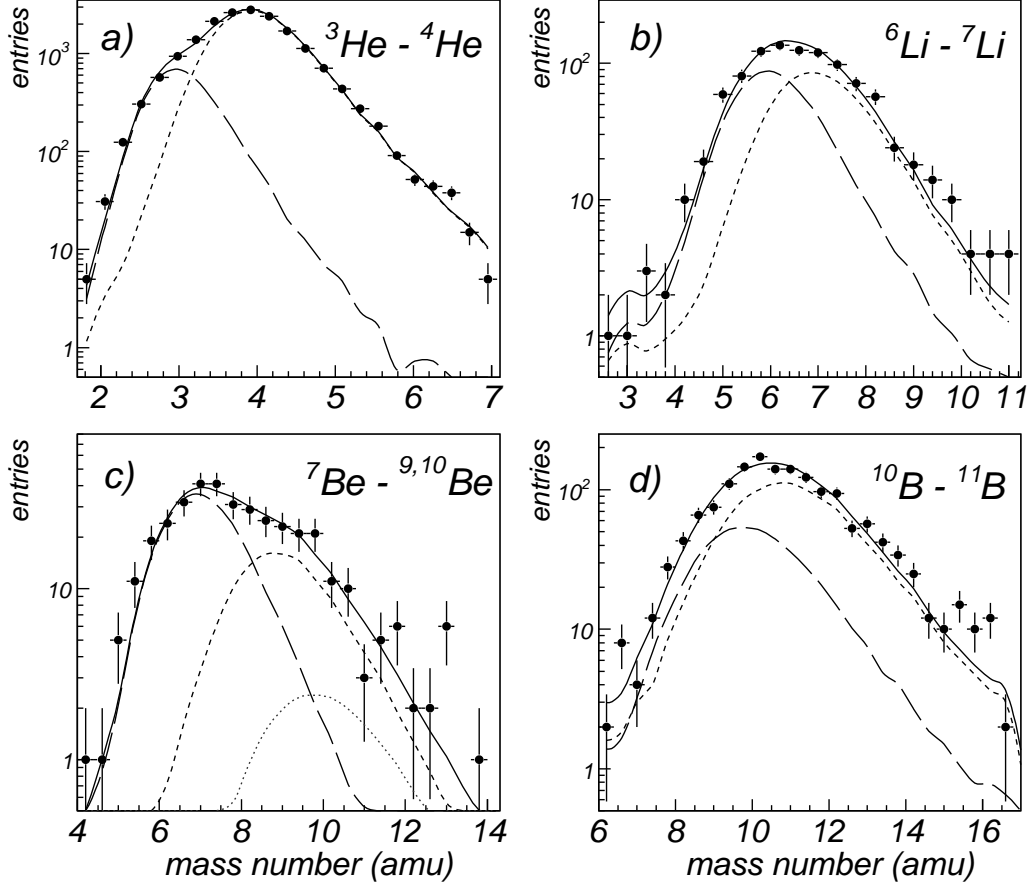 entries
a) ³He - ⁴He
10³
10²
10
1
2 3 4 5 6 7
entries
b) ⁶Li - ⁷Li
10²
10
1
3 4 5 6 7 8 9 10 11
entries
c) ⁷Be - ⁹,¹⁰Be
10
1
4 6 8 10 12 14
mass number (amu)
entries
d) ¹⁰B - ¹¹B
10²
10
1
6 8 10 12 14 16
mass number (amu)